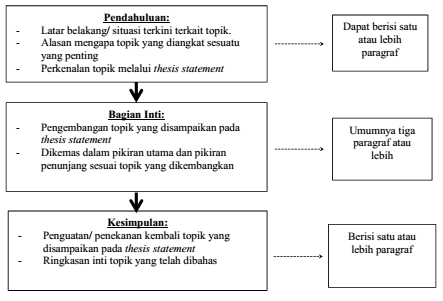 Pendahuluan:
- Latar belakang/ situasi terkini terkait topik.
- Alasan mengapa topik yang diangkat sesuatu
yang penting
- Perkenalan topik melalui thesis statement
Dapat berisi satu
atau lebih
paragraf
Bagian Inti:
- Pengembangan topik yang disampaikan pada
thesis statement
- Dikemas dalam pikiran utama dan pikiran
penunjang sesuai topik yang dikembangkan
Umumnya tiga
paragraf atau
lebih
Kesimpulan:
- Penguatan/ penekanan kembali topik yang
disampaikan pada thesis statement
- Ringkasan inti topik yang telah dibahas
Berisi satu atau
lebih paragraf